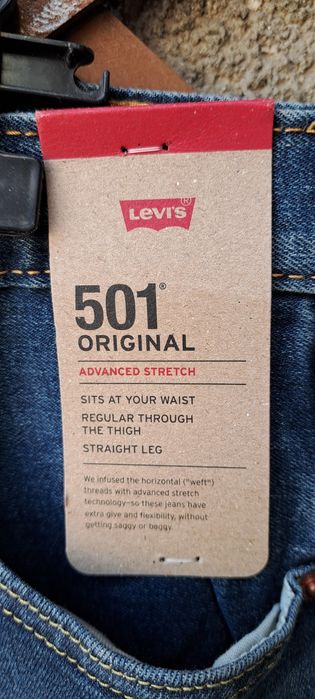 LEVI'S®
501®
ORIGINAL
ADVANCED STRETCH
SITS AT YOUR WAIST
REGULAR THROUGH
THE THIGH
STRAIGHT LEG
We infused the horizontal ("weft")
threads with advanced stretch
technology—so these jeans have
extra give and flexibility, without
getting saggy or baggy.